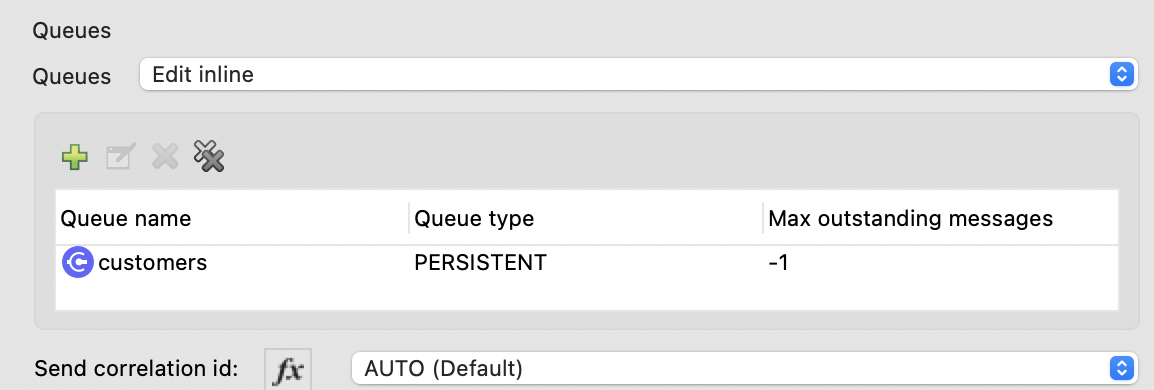 Queues
Queues Edit inline
Queue name Queue type Max outstanding messages
customers PERSISTENT -1
Send correlation id: fx AUTO (Default)